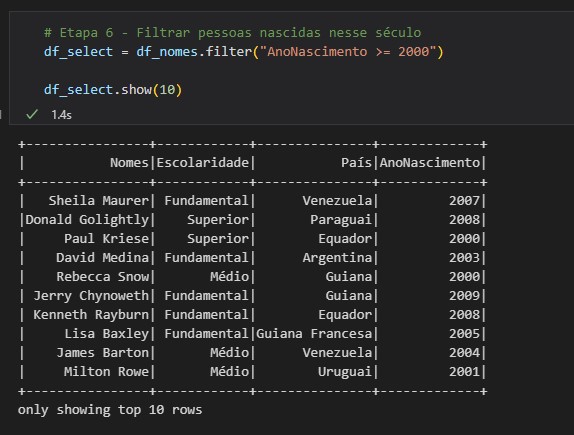 # Etapa 6 - Filtrar pessoas nascidas nesse século
df_select = df_nomes.filter("AnoNascimento >= 2000")
df_select.show(10)
✓ 1.4s
+----------------+------------+---------------+-------------+
|           Nomes|Escolaridade|           País|AnoNascimento|
+----------------+------------+---------------+-------------+
|   Sheila Maurer| Fundamental|      Venezuela|         2007|
|Donald Golightly|    Superior|       Paraguai|         2008|
|     Paul Kriese|    Superior|        Equador|         2000|
|    David Medina| Fundamental|      Argentina|         2003|
|    Rebecca Snow|       Médio|         Guiana|         2000|
| Jerry Chynoweth| Fundamental|         Guiana|         2009|
| Kenneth Rayburn| Fundamental|        Equador|         2008|
|     Lisa Baxley| Fundamental|Guiana Francesa|         2005|
|    James Barton|       Médio|      Venezuela|         2004|
|     Milton Rowe|       Médio|        Uruguai|         2001|
+----------------+------------+---------------+-------------+
only showing top 10 rows